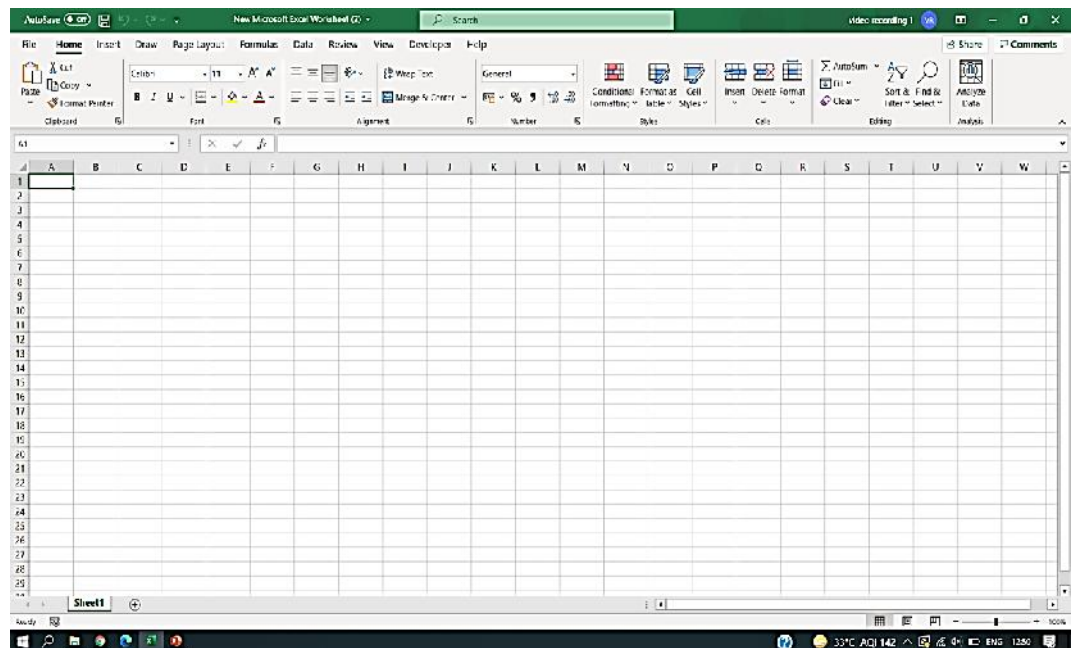 AutoSave Off New Microsoft Excel Worksheet (2) Search video recording 1 VR
File Home Insert Draw Page Layout Formulas Data Review View Developer Help Share Comments
Cut
Copy
Paste
Format Painter
Clipboard
Calibri 11 A A
B I U A
Font
Wrap Text
Merge & Center
Alignment
General
%
Number
Conditional Formatting
Format as Table
Cell Styles
Styles
Insert Delete Format
Cells
AutoSum
Fill
Clear
Sort & Filter
Find & Select
Editing
Analyze Data
Analysis
A1 fx
A B C D E F G H I J K L M N O P Q R S T U V W
1
2
3
4
5
6
7
8
9
10
11
12
13
14
15
16
17
18
19
20
21
22
23
24
25
26
27
28
29
Sheet1
Ready 100%
33°C AQI 142 ENG 12:50